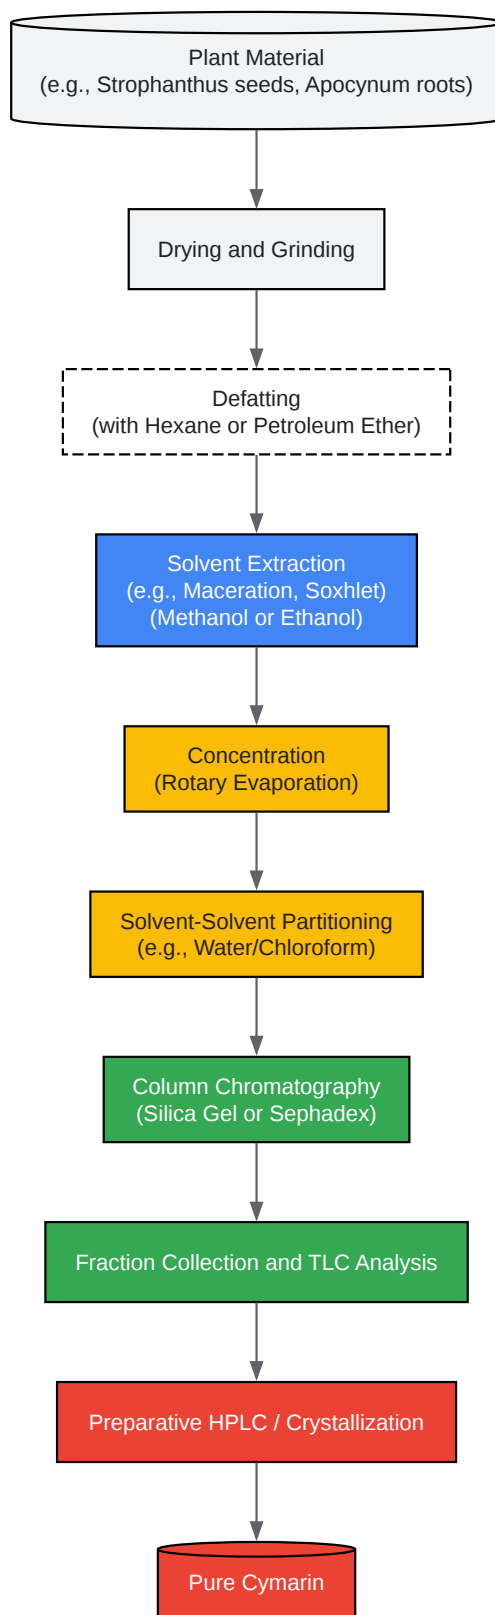 Plant Material
(e.g., Strophanthus seeds, Apocynum roots)
Drying and Grinding
Defatting
(with Hexane or Petroleum Ether)
Solvent Extraction
(e.g., Maceration, Soxhlet)
(Methanol or Ethanol)
Concentration
(Rotary Evaporation)
Solvent-Solvent Partitioning
(e.g., Water/Chloroform)
Column Chromatography
(Silica Gel or Sephadex)
Fraction Collection and TLC Analysis
Preparative HPLC / Crystallization
Pure Cymarin